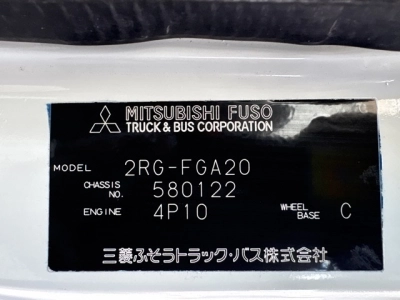 MITSUBISHI FUSO
TRUCK & BUS CORPORATION
MODEL 2RG-FGA20
CHASSIS NO. 580122
ENGINE 4P10 WHEEL BASE C
三菱ふそうトラック・バス株式会社